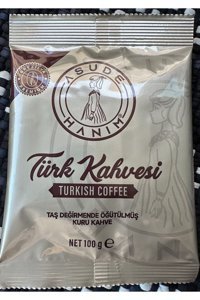 ASUDE
HANIM
Türk Kahvesi
TURKISH COFFEE
TAŞ DEĞİRMENDE ÖĞÜTÜLMÜŞ
KURU KAHVE
NET 100 g e